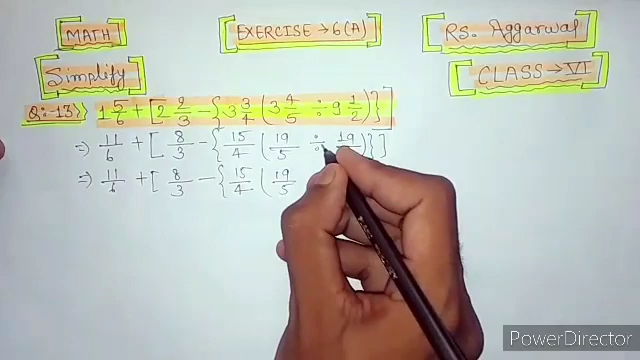 MATH
EXERCISE → 6(A)
RS. Aggarwal
Simplify
CLASS → VI
Q:-13⟩ 1 5/6 + [2 2/3 - {3 3/4 (3 4/5 ÷ 9 1/2)}]
⇒ 11/6 + [8/3 - {15/4 (19/5 ÷ 19/)}]
⇒ 11/6 + [8/3 - {15/4 (19/5
PowerDirector